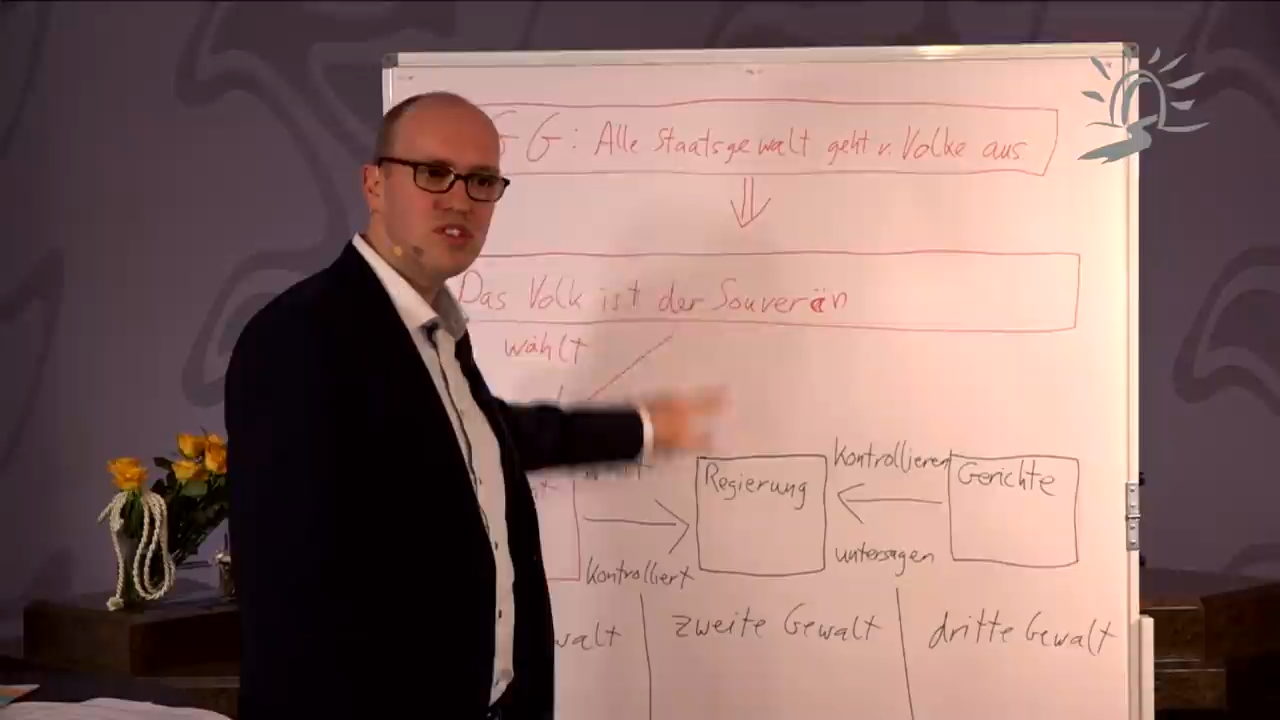 G G: Alle Staatsgewalt geht v. Volke aus
Das Volk ist der Souverän
wählt
Kontrollieren
Regierung
Gerichte
untersagen
Kontrolliert
zweite Gewalt
dritte Gewalt